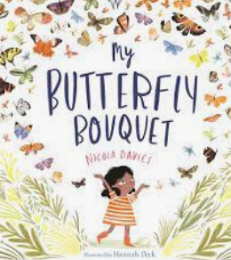 My
BUTTERFLY
BOUQUET
NICOLA DAVIES
Illustrated by Hannah Peck